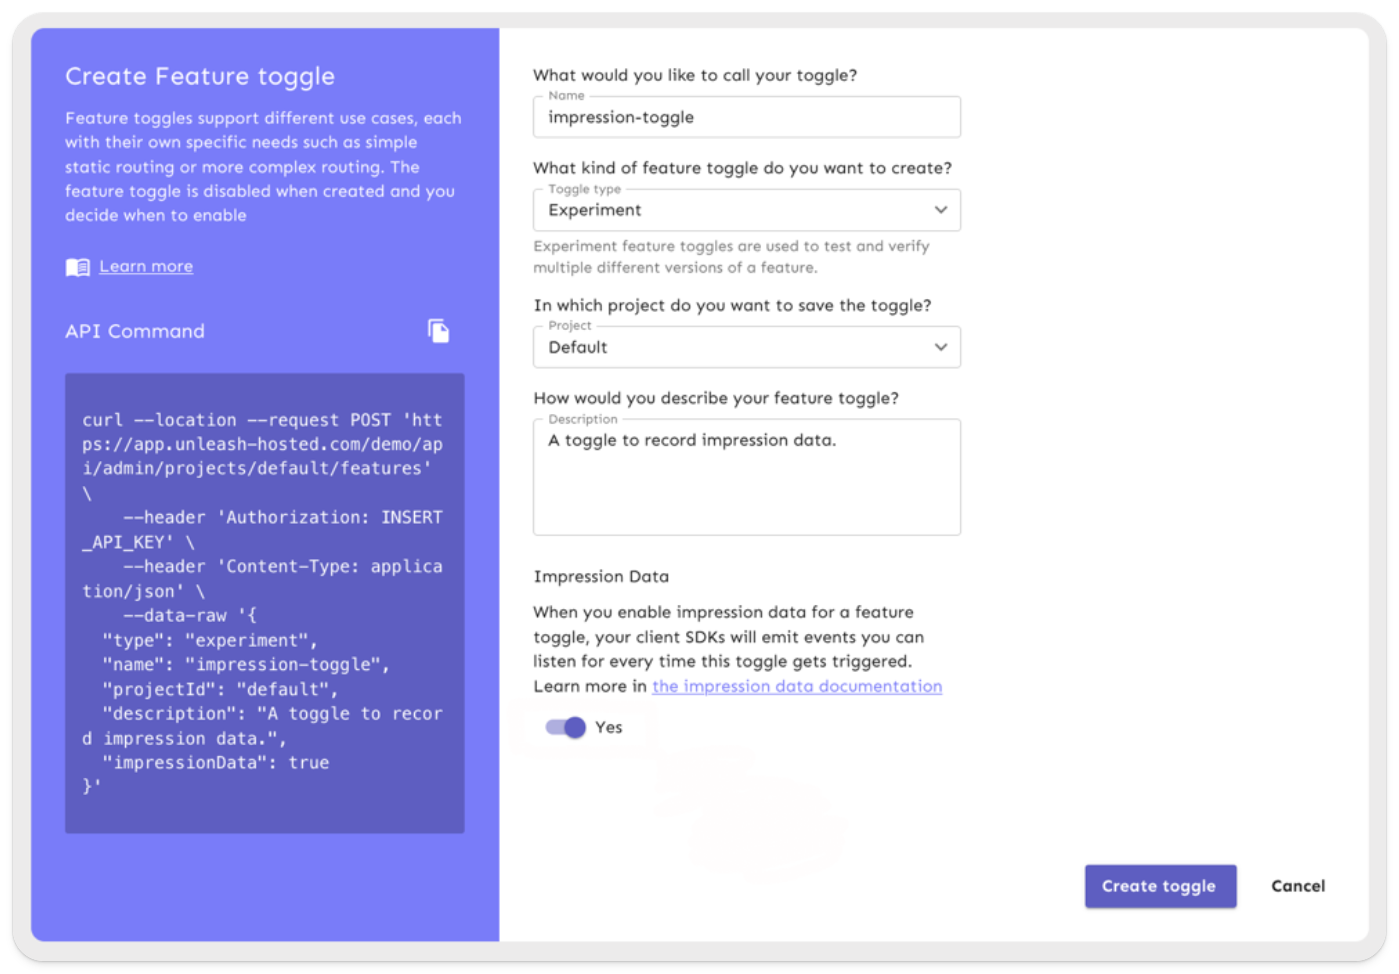 Create Feature toggle
Feature toggles support different use cases, each
with their own specific needs such as simple
static routing or more complex routing. The
feature toggle is disabled when created and you
decide when to enable
Learn more
API Command
curl --location --request POST 'htt
ps://app.unleash-hosted.com/demo/ap
i/admin/projects/default/features'
\
--header 'Authorization: INSERT
_API_KEY' \
--header 'Content-Type: applica
tion/json' \
--data-raw '{
"type": "experiment",
"name": "impression-toggle",
"projectId": "default",
"description": "A toggle to recor
d impression data.",
"impressionData": true
}'
What would you like to call your toggle?
Name
impression-toggle
What kind of feature toggle do you want to create?
Toggle type
Experiment
Experiment feature toggles are used to test and verify
multiple different versions of a feature.
In which project do you want to save the toggle?
Project
Default
How would you describe your feature toggle?
Description
A toggle to record impression data.
Impression Data
When you enable impression data for a feature
toggle, your client SDKs will emit events you can
listen for every time this toggle gets triggered.
Learn more in the impression data documentation
Yes
Create toggle
Cancel